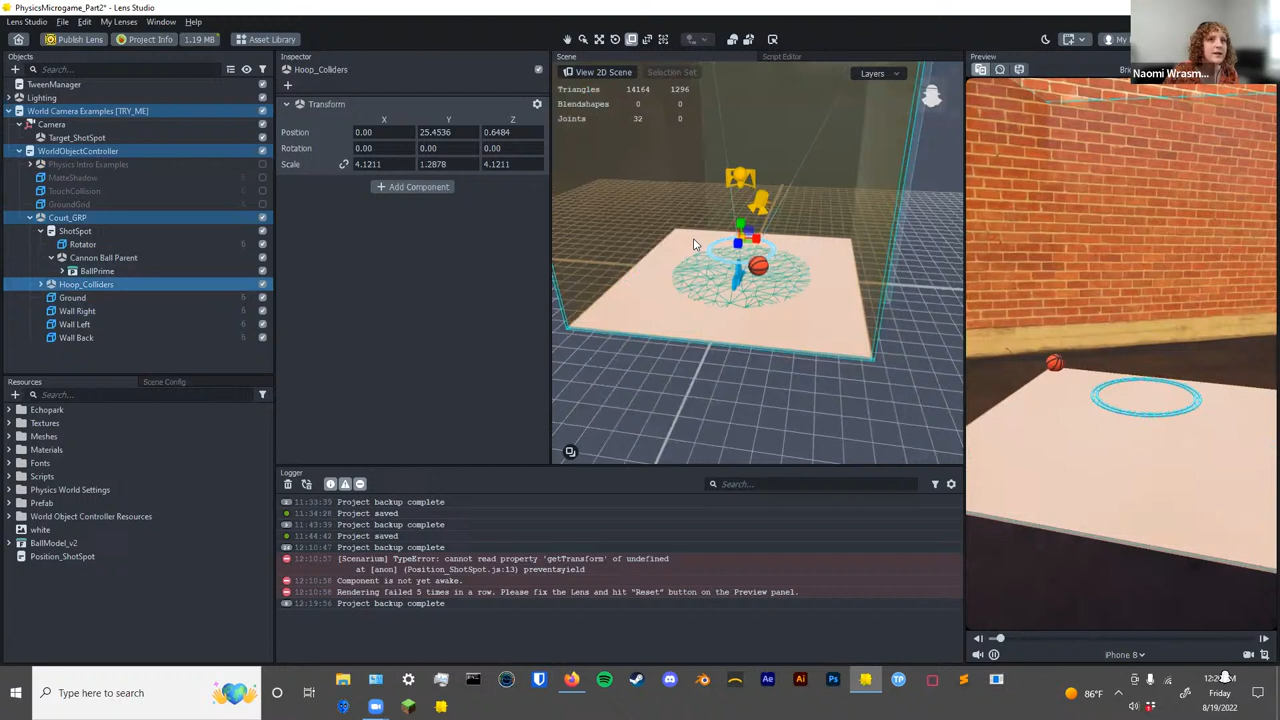 PhysicsMicrogame_Part2* - Lens Studio
Lens Studio File Edit My Lenses Window Help
Publish Lens Project Info 1.19 MB Asset Library
My
Naomi Wrasm...
Objects
Search...
TweenManager
Lighting
World Camera Examples [TRY_ME]
Camera
Target_ShotSpot
WorldObjectController
Physics Intro Examples
MatteShadow
TouchCollision
GroundGrid
Court_GRP
ShotSpot
Rotator
Cannon Ball Parent
BallPrime
Hoop_Colliders
Ground 6
Wall Right 6
Wall Left 6
Wall Back 6
Resources Scene Config
Search...
Echopark
Textures
Meshes
Materials
Fonts
Scripts
Physics World Settings
Prefab
World Object Controller Resources
white
BallModel_v2
Position_ShotSpot
Inspector
Hoop_Colliders
Transform
X Y Z
Position 0.00 25.4536 0.6484
Rotation 0.00 0.00 0.00
Scale 4.1211 1.2878 4.1211
+ Add Component
Scene Script Editor
View 2D Scene Selection Set Layers
Triangles 14164 1296
Blendshapes 0 0
Joints 32 0
Preview
iPhone 8
Logger
Search...
11:33:39 Project backup complete
11:34:28 Project saved
11:43:39 Project backup complete
11:44:42 Project saved
12:10:47 Project backup complete
12:10:57 [Scenarium] TypeError: cannot read property 'getTransform' of undefined
at [anon] (Position_ShotSpot.js:13) preventsyield
12:10:58 Component is not yet awake.
12:10:58 Rendering failed 5 times in a row. Please fix the Lens and hit "Reset" button on the Preview panel.
12:19:56 Project backup complete
Type here to search
86°F
Friday
8/19/2022